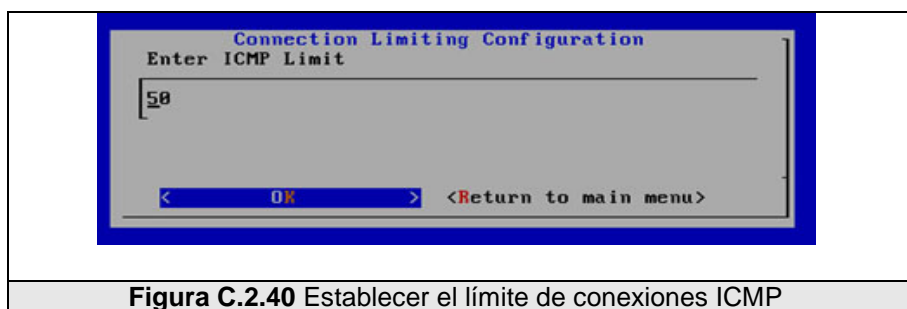 Connection Limiting Configuration
Enter ICMP Limit
50
< OK > <Return to main menu>
Figura C.2.40 Establecer el límite de conexiones ICMP